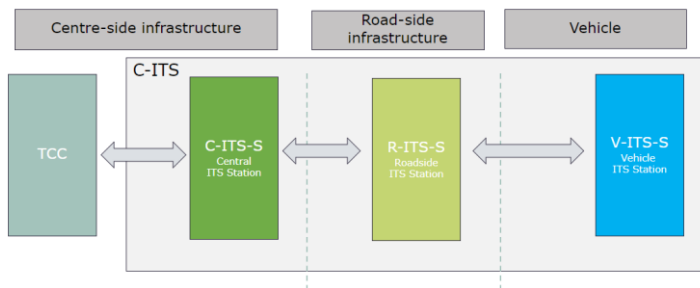 Centre-side infrastructure
Road-side
infrastructure
Vehicle
C-ITS
TCC
C-ITS-S
Central
ITS Station
R-ITS-S
Roadside
ITS Station
V-ITS-S
Vehicle
ITS Station